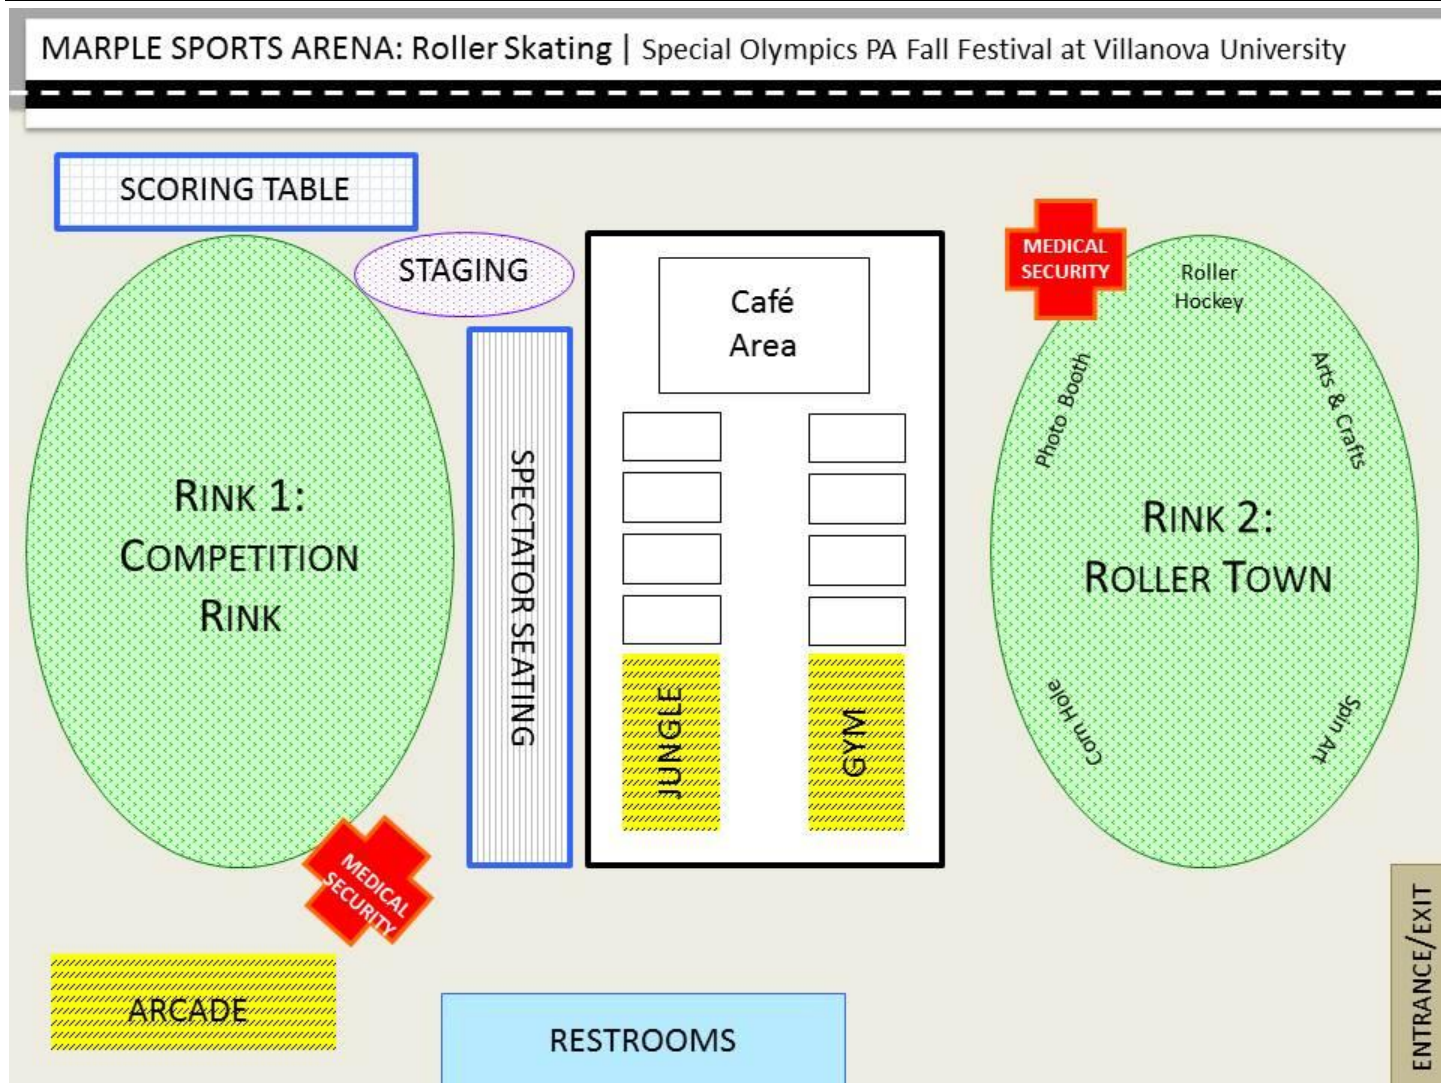 MARPLE SPORTS ARENA: Roller Skating | Special Olympics PA Fall Festival at Villanova University
SCORING TABLE
STAGING
Café
Area
MEDICAL
SECURITY
Roller
Hockey
Photo Booth
Arts & Crafts
RINK 1:
COMPETITION
RINK
SPECTATOR SEATING
RINK 2:
ROLLER TOWN
JUNGLE
GYM
Corn Hole
Spin Art
MEDICAL
SECURITY
ARCADE
RESTROOMS
ENTRANCE/EXIT